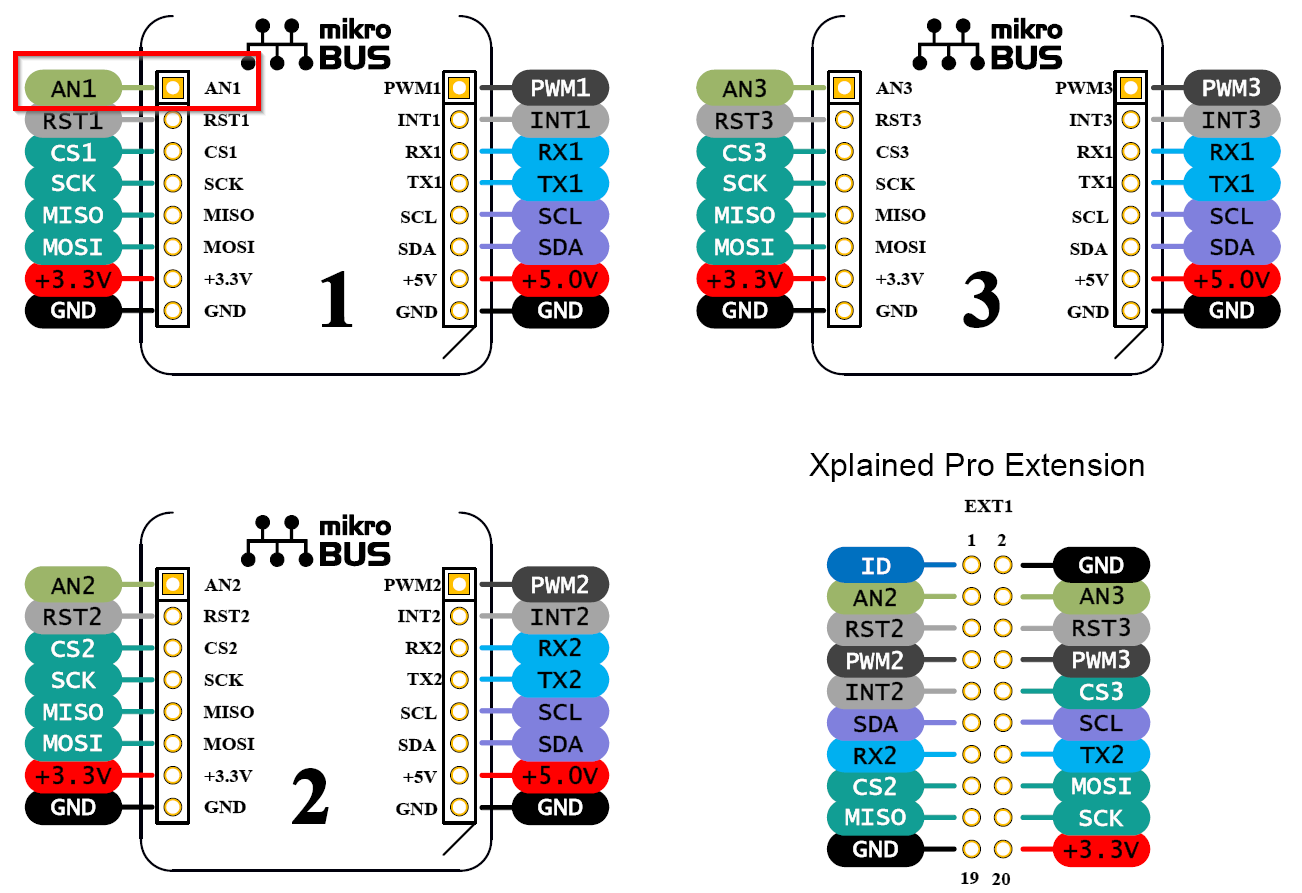 mikro
BUS
AN1 AN1 PWM1 PWM1
RST1 RST1 INT1 INT1
CS1 CS1 RX1 RX1
SCK SCK TX1 TX1
MISO MISO SCL SCL
MOSI MOSI SDA SDA
+3.3V +3.3V +5V +5.0V
GND GND GND GND
1
mikro
BUS
AN3 AN3 PWM3 PWM3
RST3 RST3 INT3 INT3
CS3 CS3 RX1 RX1
SCK SCK TX1 TX1
MISO MISO SCL SCL
MOSI MOSI SDA SDA
+3.3V +3.3V +5V +5.0V
GND GND GND GND
3
mikro
BUS
AN2 AN2 PWM2 PWM2
RST2 RST2 INT2 INT2
CS2 CS2 RX2 RX2
SCK SCK TX2 TX2
MISO MISO SCL SCL
MOSI MOSI SDA SDA
+3.3V +3.3V +5V +5.0V
GND GND GND GND
2
Xplained Pro Extension
EXT1
1 2
ID GND
AN2 AN3
RST2 RST3
PWM2 PWM3
INT2 CS3
SDA SCL
RX2 TX2
CS2 MOSI
MISO SCK
GND +3.3V
19 20